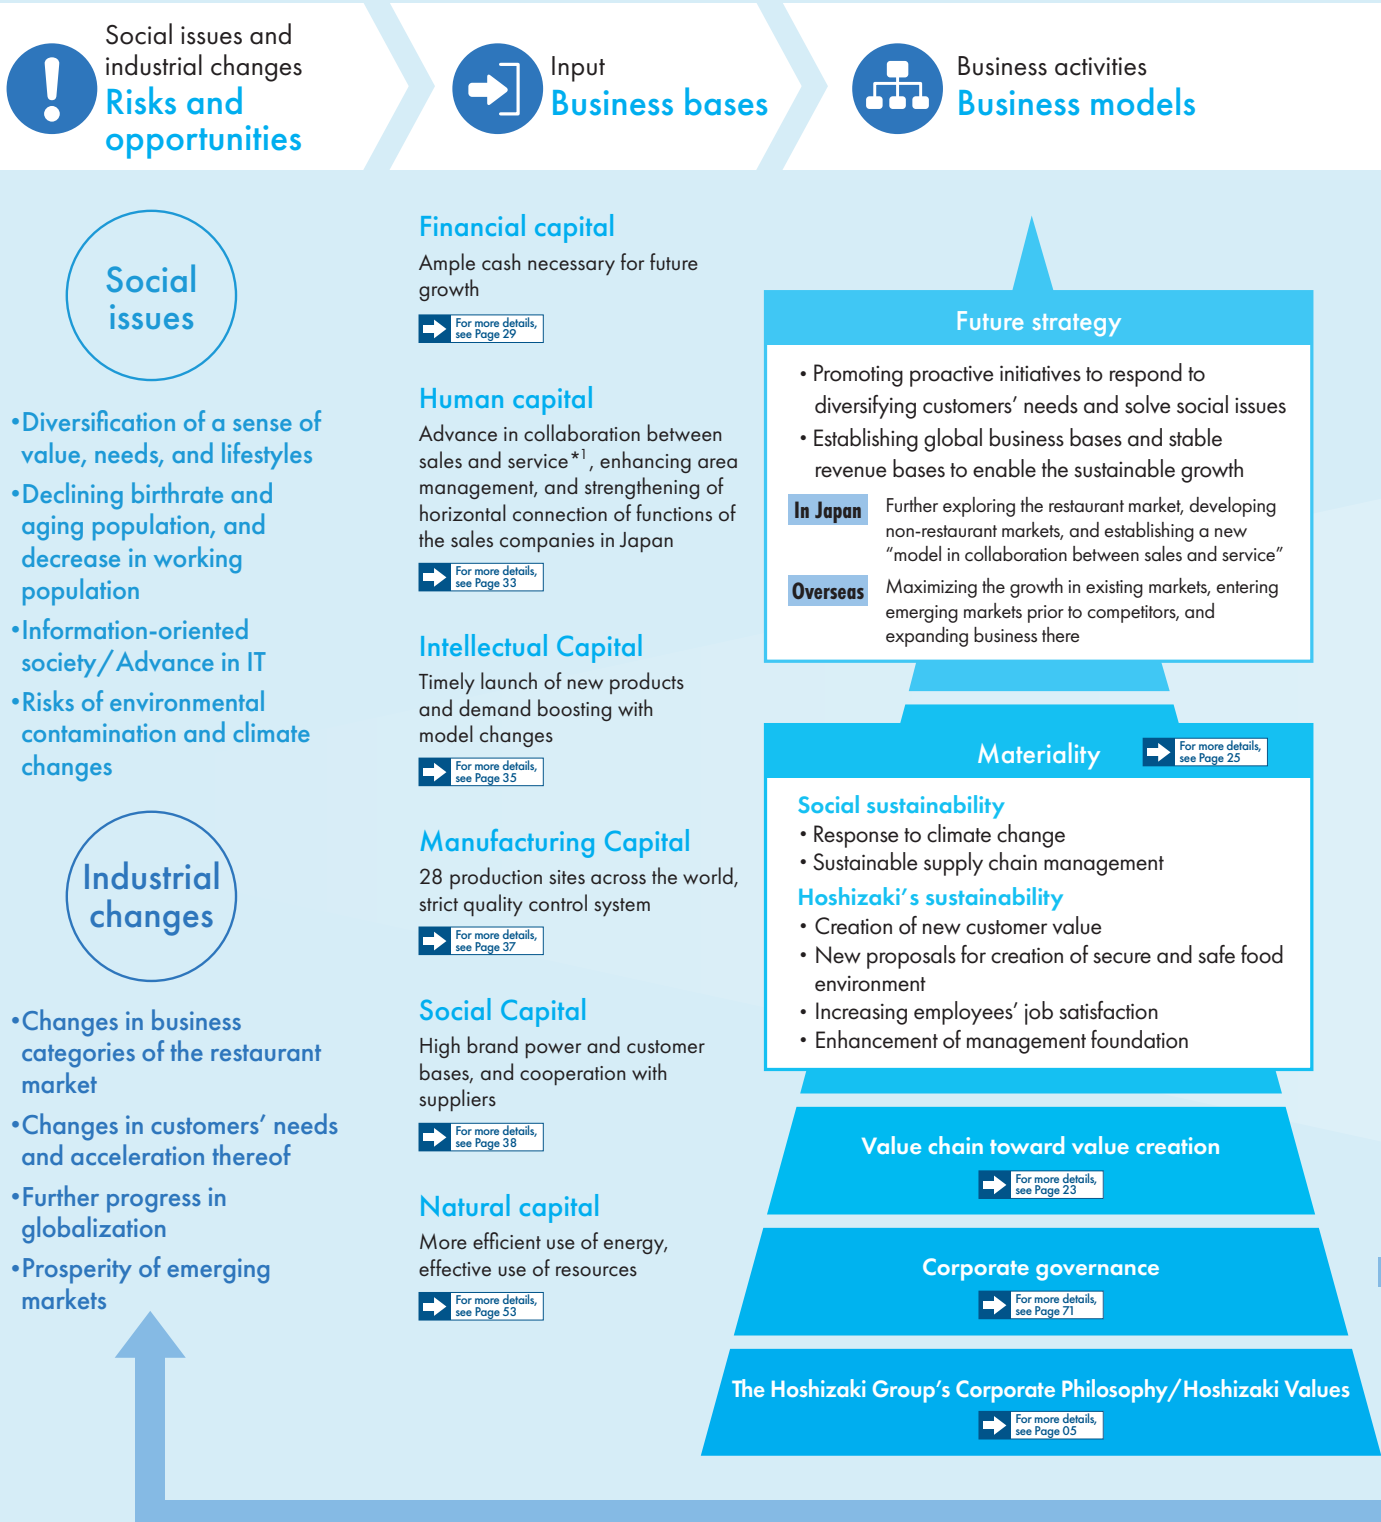 Social issues and
industrial changes
Risks and
opportunities
Input
Business bases
Business activities
Business models
Social
issues
•Diversification of a sense of
value, needs, and lifestyles
•Declining birthrate and
aging population, and
decrease in working
population
•Information-oriented
society/Advance in IT
•Risks of environmental
contamination and climate
changes
Industrial
changes
•Changes in business
categories of the restaurant
market
•Changes in customers’ needs
and acceleration thereof
•Further progress in
globalization
•Prosperity of emerging
markets
Financial capital
Ample cash necessary for future
growth
For more details,
see Page 29
Human capital
Advance in collaboration between
sales and service*1, enhancing area
management, and strengthening of
horizontal connection of functions of
the sales companies in Japan
For more details,
see Page 33
Intellectual Capital
Timely launch of new products
and demand boosting with
model changes
For more details,
see Page 35
Manufacturing Capital
28 production sites across the world,
strict quality control system
For more details,
see Page 37
Social Capital
High brand power and customer
bases, and cooperation with
suppliers
For more details,
see Page 38
Natural capital
More efficient use of energy,
effective use of resources
For more details,
see Page 53
Future strategy
• Promoting proactive initiatives to respond to
diversifying customers’ needs and solve social issues
• Establishing global business bases and stable
revenue bases to enable the sustainable growth
In Japan
Further exploring the restaurant market, developing
non-restaurant markets, and establishing a new
“model in collaboration between sales and service”
Overseas
Maximizing the growth in existing markets, entering
emerging markets prior to competitors, and
expanding business there
Materiality
For more details,
see Page 25
Social sustainability
• Response to climate change
• Sustainable supply chain management
Hoshizaki’s sustainability
• Creation of new customer value
• New proposals for creation of secure and safe food
environment
• Increasing employees’ job satisfaction
• Enhancement of management foundation
Value chain toward value creation
For more details,
see Page 23
Corporate governance
For more details,
see Page 71
The Hoshizaki Group’s Corporate Philosophy/Hoshizaki Values
For more details,
see Page 05